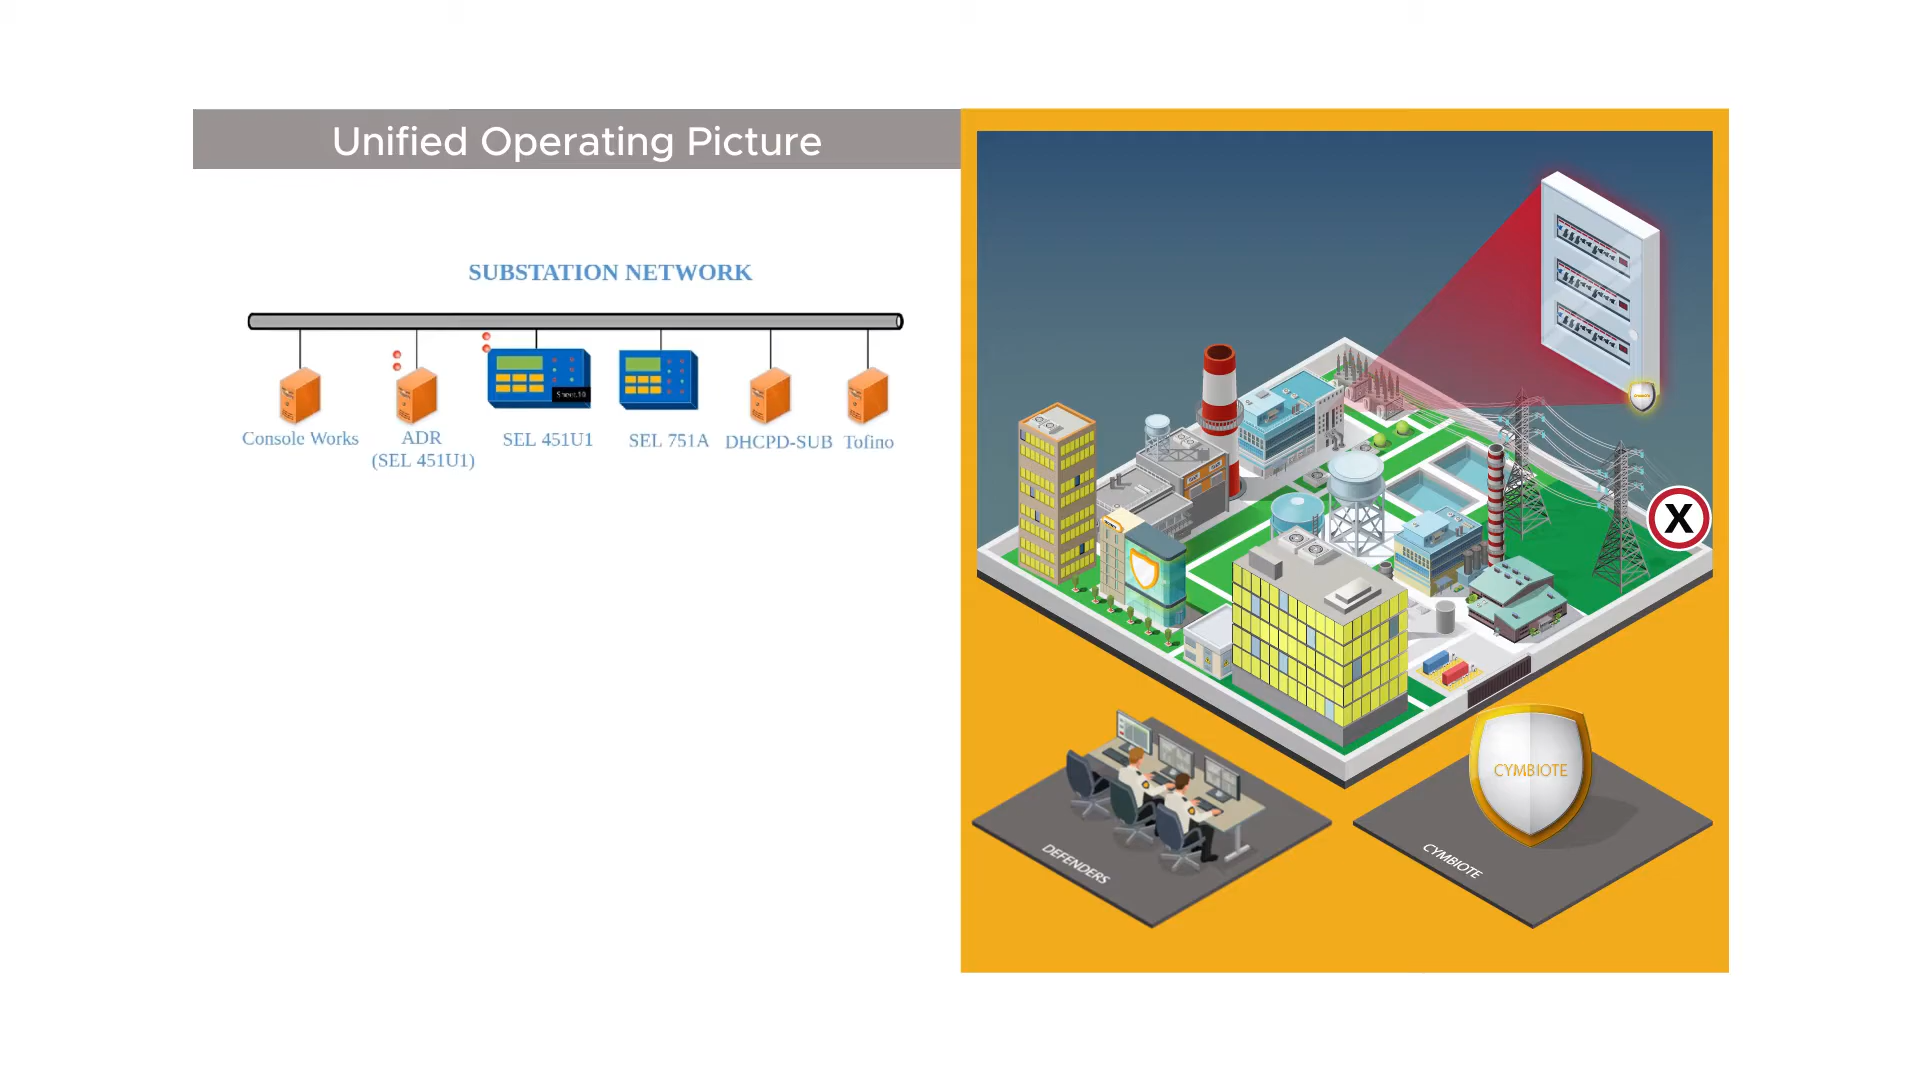 Unified Operating Picture
SUBSTATION NETWORK
Console Works
ADR
(SEL 451U1)
SEL 451U1
SEL 751A
DHCPD-SUB
Tofino
X
CYMBIOTE
DEFENDERS
CYMBIOTE